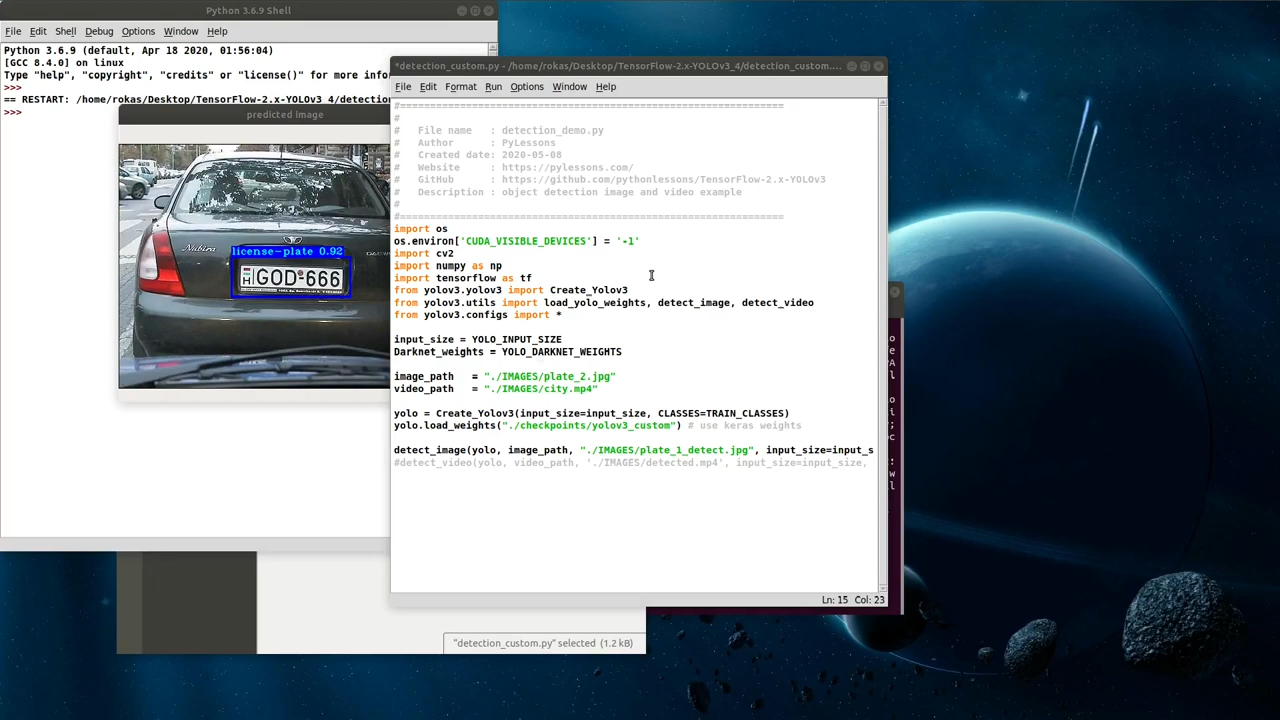 Python 3.6.9 Shell
File Edit Shell Debug Options Window Help
Python 3.6.9 (default, Apr 18 2020, 01:56:04)
[GCC 8.4.0] on linux
Type "help", "copyright", "credits" or "license()" for more info
>>>
== RESTART: /home/rokas/Desktop/TensorFlow-2.x-YOLOv3_4/detection
>>>
predicted image
Nubira
license-plate 0.92
H GOD-666
*detection_custom.py - /home/rokas/Desktop/TensorFlow-2.x-YOLOv3_4/detection_custom....
File Edit Format Run Options Window Help
#================================================================
#
#   File name   : detection_demo.py
#   Author      : PyLessons
#   Created date: 2020-05-08
#   Website     : https://pylessons.com/
#   GitHub      : https://github.com/pythonlessons/TensorFlow-2.x-YOLOv3
#   Description : object detection image and video example
#
#================================================================
import os
os.environ['CUDA_VISIBLE_DEVICES'] = '-1'
import cv2
import numpy as np
import tensorflow as tf
from yolov3.yolov3 import Create_Yolov3
from yolov3.utils import load_yolo_weights, detect_image, detect_video
from yolov3.configs import *
input_size = YOLO_INPUT_SIZE
Darknet_weights = YOLO_DARKNET_WEIGHTS
image_path   = "./IMAGES/plate_2.jpg"
video_path   = "./IMAGES/city.mp4"
yolo = Create_Yolov3(input_size=input_size, CLASSES=TRAIN_CLASSES)
yolo.load_weights("./checkpoints/yolov3_custom") # use keras weights
detect_image(yolo, image_path, "./IMAGES/plate_1_detect.jpg", input_size=input_s
#detect_video(yolo, video_path, './IMAGES/detected.mp4', input_size=input_size,
Ln: 15 Col: 23
"detection_custom.py" selected (1.2 kB)